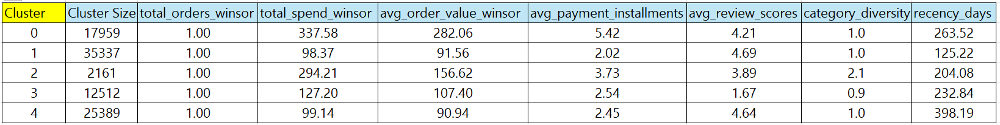 Cluster Cluster Size total_orders_winsor total_spend_winsor avg_order_value_winsor avg_payment_installments avg_review_scores category_diversity recency_days
0 17959 1.00 337.58 282.06 5.42 4.21 1.0 263.52
1 35337 1.00 98.37 91.56 2.02 4.69 1.0 125.22
2 2161 1.00 294.21 156.62 3.73 3.89 2.1 204.08
3 12512 1.00 127.20 107.40 2.54 1.67 0.9 232.84
4 25389 1.00 99.14 90.94 2.45 4.64 1.0 398.19